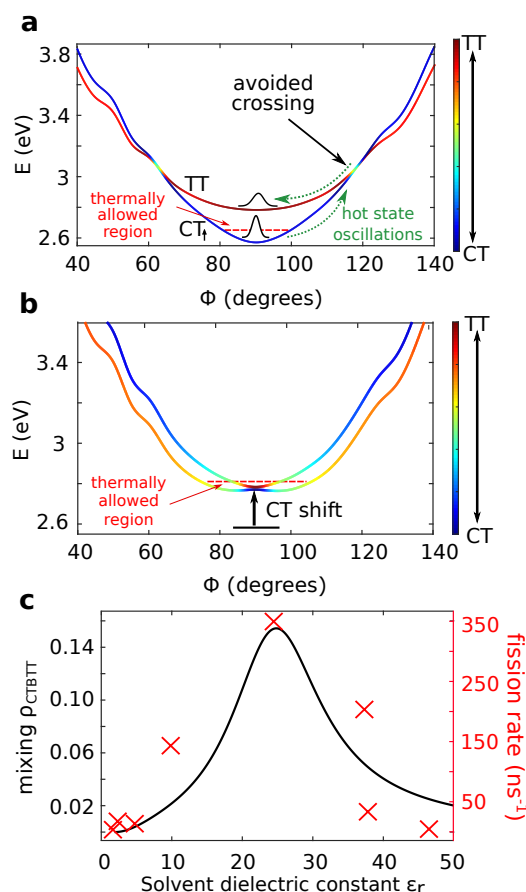 a
E (eV)
3.8
3.4
3
2.6
avoided
crossing
TT
thermally
allowed
region
CT
hot state
oscillations
40 60 80 100 120 140
Φ (degrees)
TT
CT
b
E (eV)
3.4
3
2.6
thermally
allowed
region
CT shift
40 60 80 100 120 140
Φ (degrees)
TT
CT
c
mixing ρCTBTT
0.14
0.10
0.06
0.02
350
250
150
50
fission rate (ns⁻¹)
0 10 20 30 40 50
Solvent dielectric constant εr